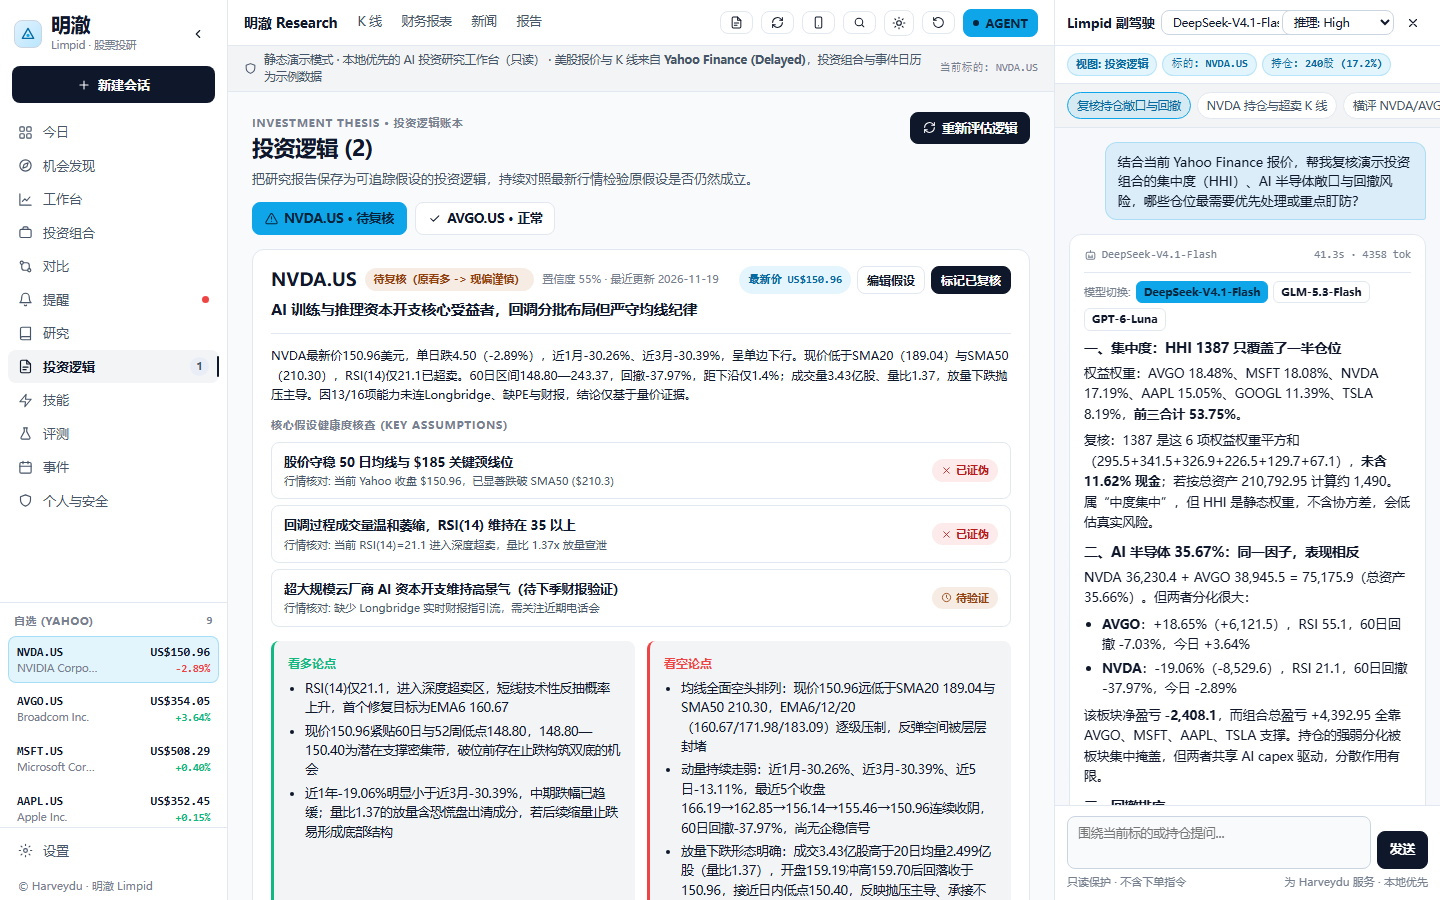 明澈
Limpid · 股票投研
新建会话
今日
机会发现
工作台
投资组合
对比
提醒
研究
投资逻辑
1
技能
评测
事件
个人与安全
自选 (YAHOO)
9
NVDA.US US$150.96
NVIDIA Corpo... -2.89%
AVGO.US US$354.05
Broadcom Inc. +3.64%
MSFT.US US$508.29
Microsoft Cor... +0.40%
AAPL.US US$352.45
Apple Inc. +0.15%
设置
© Harveydu · 明澈 Limpid
明澈 Research K 线 财务报表 新闻 报告
AGENT
静态演示模式 · 本地优先的 AI 投资研究工作台（只读） · 美股报价与 K 线来自 Yahoo Finance (Delayed)，投资组合与事件日历
为示例数据
当前标的: NVDA.US
INVESTMENT THESIS • 投资逻辑账本
投资逻辑 (2)
重新评估逻辑
把研究报告保存为可追踪假设的投资逻辑，持续对照最新行情检验原假设是否仍然成立。
NVDA.US • 待复核
AVGO.US • 正常
NVDA.US 待复核（原看多 -> 现偏谨慎） 置信度 55% · 最近更新 2026-11-19 最新价 US$150.96 编辑假设 标记已复核
AI 训练与推理资本开支核心受益者，回调分批布局但严守均线纪律
NVDA最新价150.96美元，单日跌4.50（-2.89%），近1月-30.26%、近3月-30.39%，呈单边下行。现价低于SMA20（189.04）与SMA50
（210.30），RSI(14)仅21.1已超卖。60日区间148.80—243.37，回撤-37.97%，距下沿仅1.4%；成交量3.43亿股、量比1.37，放量下跌抛
压主导。因13/16项能力未连Longbridge、缺PE与财报，结论仅基于量价证据。
核心假设健康度核查 (KEY ASSUMPTIONS)
股价守稳 50 日均线与 $185 关键颈线位
行情核对: 当前 Yahoo 收盘 $150.96，已显著跌破 SMA50 ($210.3)
已证伪
回调过程成交量温和萎缩，RSI(14) 维持在 35 以上
行情核对: 当前 RSI(14)=21.1 进入深度超卖，量比 1.37x 放量宣泄
已证伪
超大规模云厂商 AI 资本开支维持高景气（待下季财报验证）
行情核对: 缺少 Longbridge 实时财报指引流，需关注近期电话会
待验证
看多论点
RSI(14)仅21.1，进入深度超卖区，短线技术性反抽概率
上升，首个修复目标为EMA6 160.67
现价150.96紧贴60日与52周低点148.80，148.80—
150.40为潜在支撑密集带，破位前存在止跌构筑双底的机
会
近1年-19.06%明显小于近3月-30.39%，中期跌幅已趋
缓；量比1.37的放量含恐慌盘出清成分，若后续缩量止跌
易形成底部结构
看空论点
均线全面空头排列：现价150.96远低于SMA20 189.04与
SMA50 210.30，EMA6/12/20
（160.67/171.98/183.09）逐级压制，反弹空间被层层
封堵
动量持续走弱：近1月-30.26%、近3月-30.39%、近5
日-13.11%，最近5个收盘
166.19→162.85→156.14→155.46→150.96连续收阴，
60日回撤-37.97%，尚无企稳信号
放量下跌形态明确：成交3.43亿股高于20日均量2.499亿
股（量比1.37），开盘159.19冲高159.70后回落收于
150.96，接近日内低点150.40，反映抛压主导、承接不
Limpid 副驾驶 DeepSeek-V4.1-Flas 推理: High
视图: 投资逻辑 标的: NVDA.US 持仓: 240股 (17.2%)
复核持仓敞口与回撤 NVDA 持仓与超卖 K 线 横评 NVDA/AVG
结合当前 Yahoo Finance 报价，帮我复核演示投资
组合的集中度（HHI）、AI 半导体敞口与回撤风
险，哪些仓位最需要优先处理或重点盯防？
DeepSeek-V4.1-Flash 41.3s · 4358 tok
模型切换: DeepSeek-V4.1-Flash GLM-5.3-Flash
GPT-6-Luna
一、集中度：HHI 1387 只覆盖了一半仓位
权益权重：AVGO 18.48%、MSFT 18.08%、NVDA
17.19%、AAPL 15.05%、GOOGL 11.39%、TSLA
8.19%，前三合计 53.75%。
复核：1387 是这 6 项权益权重平方和
（295.5+341.5+326.9+226.5+129.7+67.1），未含
11.62% 现金；若按总资产 210,792.95 计算约 1,490。
属“中度集中”，但 HHI 是静态权重，不含协方差，会低
估真实风险。
二、AI 半导体 35.67%：同一因子，表现相反
NVDA 36,230.4 + AVGO 38,945.5 = 75,175.9（总资产
35.66%）。但两者分化很大：
AVGO：+18.65%（+6,121.5），RSI 55.1，60日回
撤 -7.03%，今日 +3.64%
NVDA：-19.06%（-8,529.6），RSI 21.1，60日回撤
-37.97%，今日 -2.89%
该板块净盈亏 -2,408.1，而组合总盈亏 +4,392.95 全靠
AVGO、MSFT、AAPL、TSLA 支撑。持仓的强弱分化被
板块集中掩盖，但两者共享 AI capex 驱动，分散作用有
限。
围绕当前标的或持仓提问...
发送
只读保护 · 不含下单指令
为 Harveydu 服务 · 本地优先